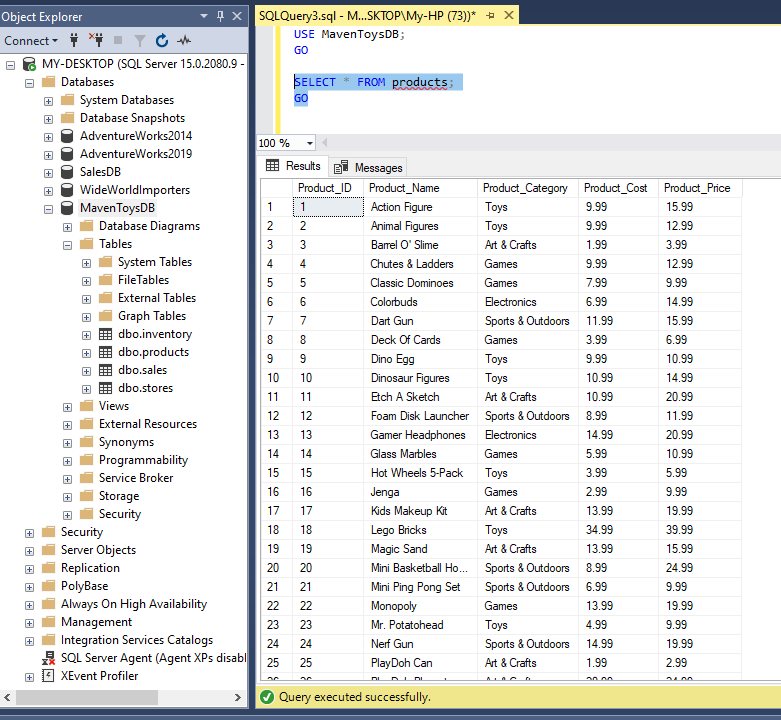 Object Explorer
Connect
MY-DESKTOP (SQL Server 15.0.2080.9 -
Databases
System Databases
Database Snapshots
AdventureWorks2014
AdventureWorks2019
SalesDB
WideWorldImporters
MavenToysDB
Database Diagrams
Tables
System Tables
FileTables
External Tables
Graph Tables
dbo.inventory
dbo.products
dbo.sales
dbo.stores
Views
External Resources
Synonyms
Programmability
Service Broker
Storage
Security
Security
Server Objects
Replication
PolyBase
Always On High Availability
Management
Integration Services Catalogs
SQL Server Agent (Agent XPs disabl
XEvent Profiler
SQLQuery3.sql - M...SKTOP\My-HP (73))*
USE MavenToysDB;
GO
SELECT * FROM products;
GO
100 %
Results Messages
Product_ID Product_Name Product_Category Product_Cost Product_Price
1 1 Action Figure Toys 9.99 15.99
2 2 Animal Figures Toys 9.99 12.99
3 3 Barrel O' Slime Art & Crafts 1.99 3.99
4 4 Chutes & Ladders Games 9.99 12.99
5 5 Classic Dominoes Games 7.99 9.99
6 6 Colorbuds Electronics 6.99 14.99
7 7 Dart Gun Sports & Outdoors 11.99 15.99
8 8 Deck Of Cards Games 3.99 6.99
9 9 Dino Egg Toys 9.99 10.99
10 10 Dinosaur Figures Toys 10.99 14.99
11 11 Etch A Sketch Art & Crafts 10.99 20.99
12 12 Foam Disk Launcher Sports & Outdoors 8.99 11.99
13 13 Gamer Headphones Electronics 14.99 20.99
14 14 Glass Marbles Games 5.99 10.99
15 15 Hot Wheels 5-Pack Toys 3.99 5.99
16 16 Jenga Games 2.99 9.99
17 17 Kids Makeup Kit Art & Crafts 13.99 19.99
18 18 Lego Bricks Toys 34.99 39.99
19 19 Magic Sand Art & Crafts 13.99 15.99
20 20 Mini Basketball Ho... Sports & Outdoors 8.99 24.99
21 21 Mini Ping Pong Set Sports & Outdoors 6.99 9.99
22 22 Monopoly Games 13.99 19.99
23 23 Mr. Potatohead Toys 4.99 9.99
24 24 Nerf Gun Sports & Outdoors 14.99 19.99
25 25 PlayDoh Can Art & Crafts 1.99 2.99
Query executed successfully.